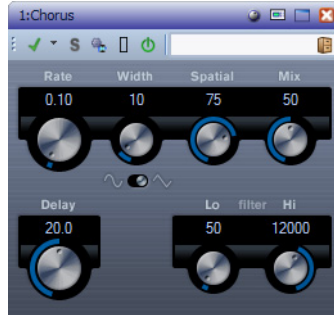 1:Chorus
S
Rate Width Spatial Mix
0.10 10 75 50
Delay Lo filter Hi
20.0 50 12000